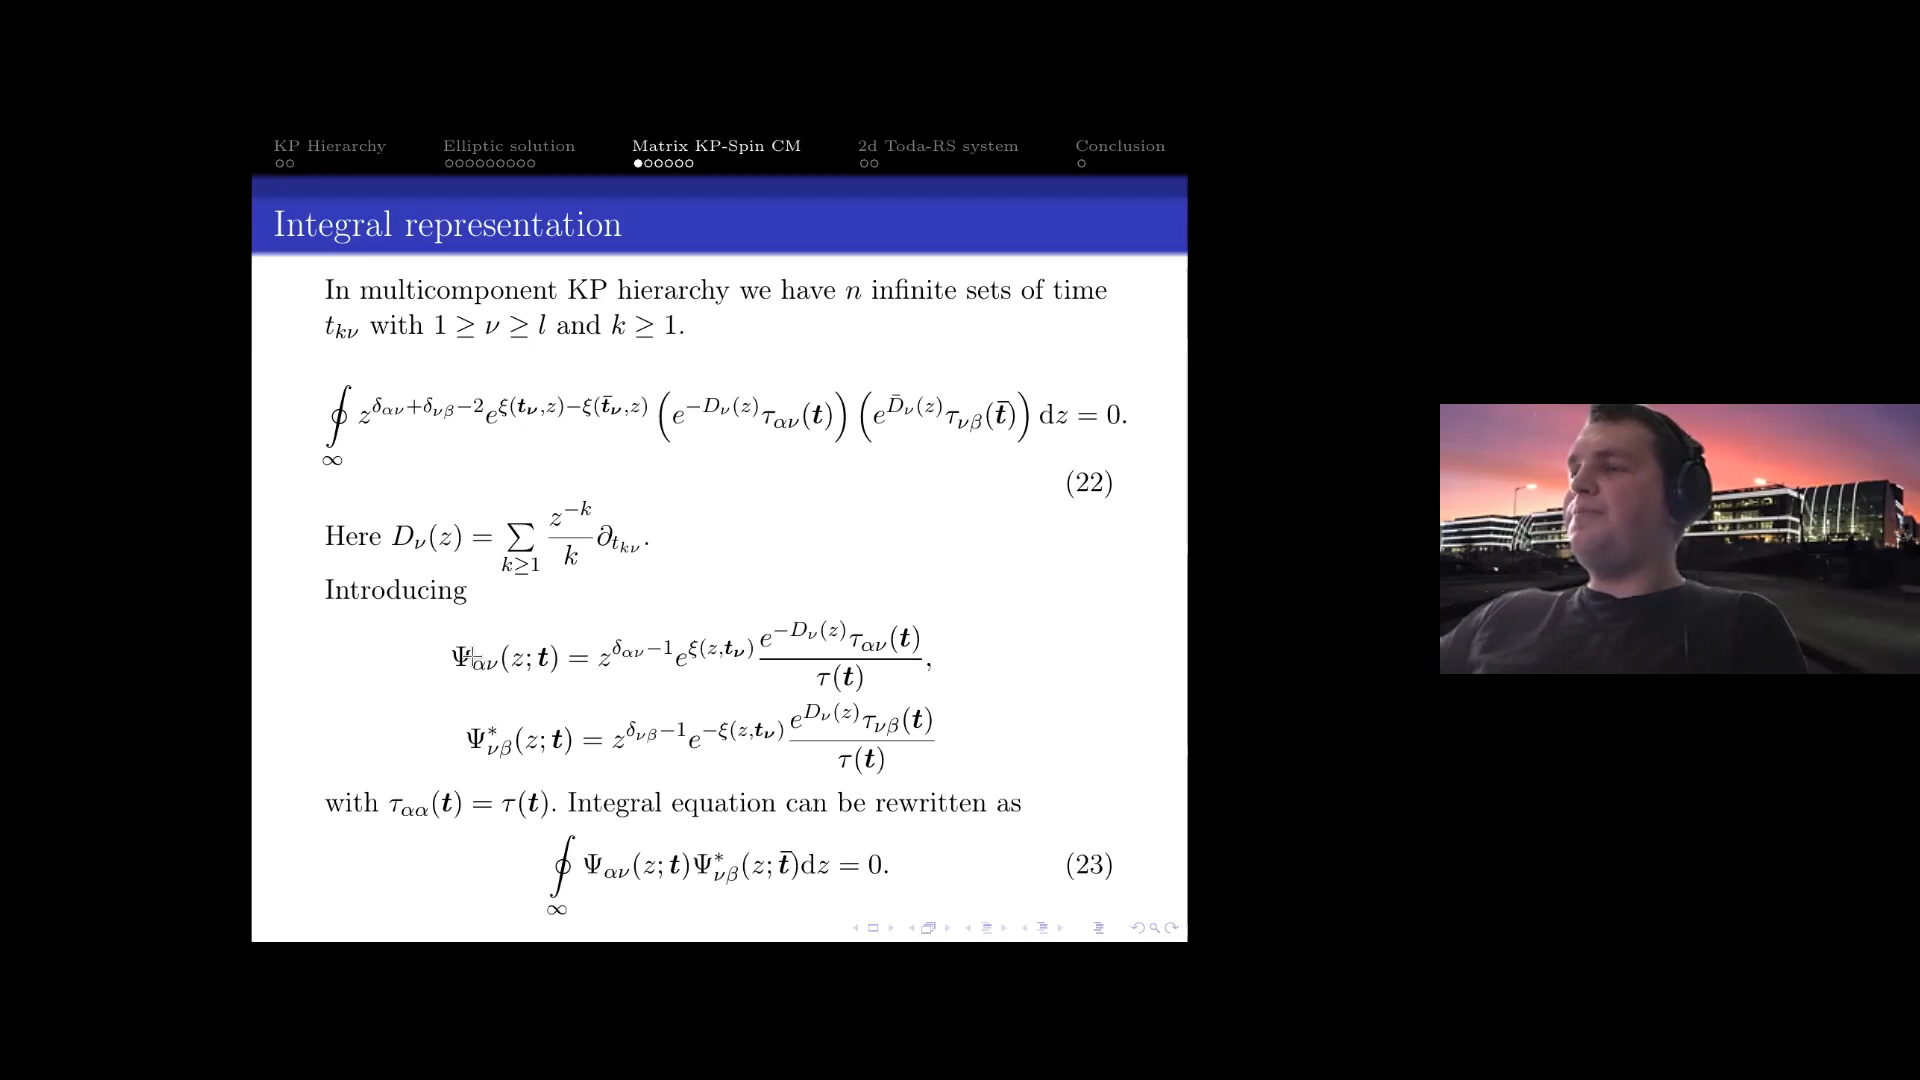 KP Hierarchy Elliptic solution Matrix KP-Spin CM 2d Toda-RS system Conclusion
Integral representation
In multicomponent KP hierarchy we have n infinite sets of time
t_{kν} with 1 ≥ ν ≥ l and k ≥ 1.
∮_∞ z^{δ_{αν}+δ_{νβ}−2} e^{ξ(t_ν,z)−ξ(t̄_ν,z)} (e^{−D_ν(z)} τ_{αν}(t)) (e^{D̄_ν(z)} τ_{νβ}(t̄)) dz = 0.
(22)
Here D_ν(z) = ∑_{k≥1} z^{−k}/k ∂_{t_{kν}}.
Introducing
Ψ_{αν}(z; t) = z^{δ_{αν}−1} e^{ξ(z,t_ν)} e^{−D_ν(z)} τ_{αν}(t) / τ(t),
Ψ*_{νβ}(z; t) = z^{δ_{νβ}−1} e^{−ξ(z,t_ν)} e^{D_ν(z)} τ_{νβ}(t) / τ(t)
with τ_{αα}(t) = τ(t). Integral equation can be rewritten as
∮_∞ Ψ_{αν}(z; t)Ψ*_{νβ}(z; t̄)dz = 0. (23)